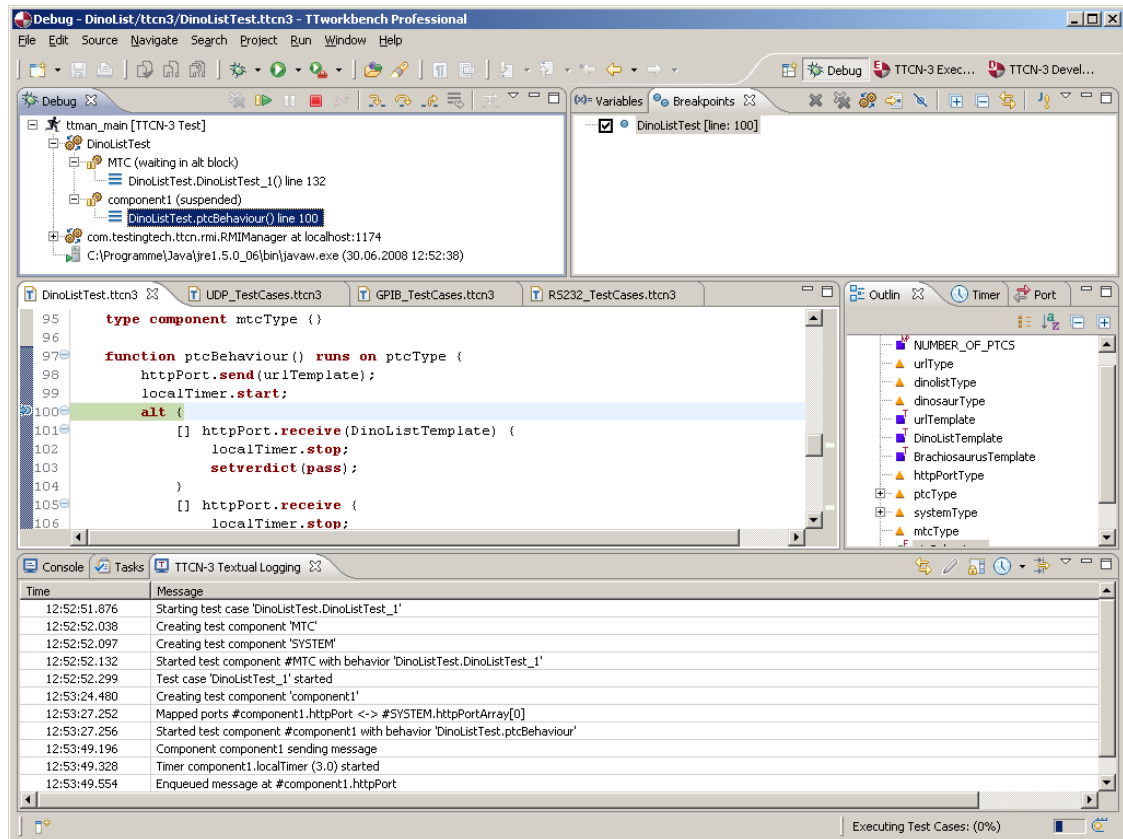 Debug - DinoList/ttcn3/DinoListTest.ttcn3 - TTworkbench Professional
File Edit Source Navigate Search Project Run Window Help
Debug TTCN-3 Exec... TTCN-3 Devel...
Debug
Variables Breakpoints
ttman_main [TTCN-3 Test]
DinoListTest
MTC (waiting in alt block)
DinoListTest.DinoListTest_1() line 132
component1 (suspended)
DinoListTest.ptcBehaviour() line 100
com.testingtech.ttcn.rmi.RMIManager at localhost:1174
C:\Programme\Java\jre1.5.0_06\bin\javaw.exe (30.06.2008 12:52:38)
DinoListTest [line: 100]
DinoListTest.ttcn3 UDP_TestCases.ttcn3 GPIB_TestCases.ttcn3 RS232_TestCases.ttcn3
95 type component mtcType {}
96
97 function ptcBehaviour() runs on ptcType {
98 httpPort.send(urlTemplate);
99 localTimer.start;
100 alt {
101 [] httpPort.receive(DinoListTemplate) {
102 localTimer.stop;
103 setverdict(pass);
104 }
105 [] httpPort.receive {
106 localTimer.stop;
Outlin Timer Port
NUMBER_OF_PTCS
urlType
dinolistType
dinosaurType
urlTemplate
DinoListTemplate
BrachiosaurusTemplate
httpPortType
ptcType
systemType
mtcType
Console Tasks TTCN-3 Textual Logging
Time Message
12:52:51.876 Starting test case 'DinoListTest.DinoListTest_1'
12:52:52.038 Creating test component 'MTC'
12:52:52.097 Creating test component 'SYSTEM'
12:52:52.132 Started test component #MTC with behavior 'DinoListTest.DinoListTest_1'
12:52:52.299 Test case 'DinoListTest_1' started
12:53:24.480 Creating test component 'component1'
12:53:27.252 Mapped ports #component1.httpPort <-> #SYSTEM.httpPortArray[0]
12:53:27.256 Started test component #component1 with behavior 'DinoListTest.ptcBehaviour'
12:53:49.196 Component component1 sending message
12:53:49.328 Timer component1.localTimer (3.0) started
12:53:49.554 Enqueued message at #component1.httpPort
Executing Test Cases: (0%)